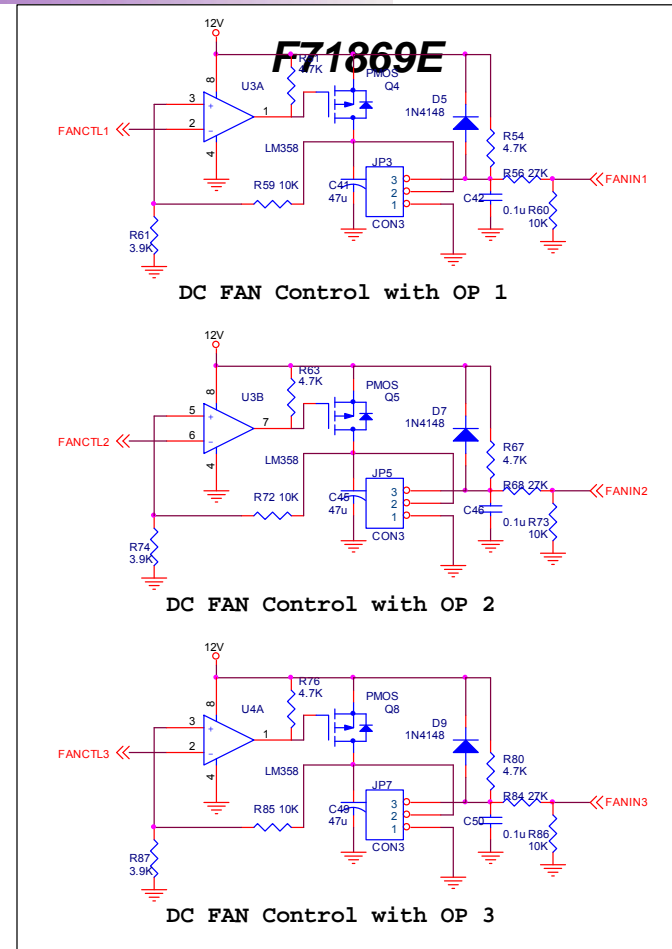 F71869E
12V
R51
4.7K
PMOS
Q4
8
U3A
3
+
1
2
-
FANCTL1
4
LM358
D5
1N4148
R54
4.7K
JP3
R56 27K
FANIN1
R59 10K
C41
47u
3
2
1
C42
0.1u
R60
10K
R61
3.9K
CON3
DC FAN Control with OP 1
12V
R63
4.7K
PMOS
Q5
8
U3B
5
+
7
6
-
FANCTL2
4
LM358
D7
1N4148
R67
4.7K
JP5
R68 27K
FANIN2
R72 10K
C45
47u
3
2
1
C46
0.1u
R73
10K
R74
3.9K
CON3
DC FAN Control with OP 2
12V
R76
4.7K
PMOS
Q8
8
U4A
3
+
1
2
-
FANCTL3
4
LM358
D9
1N4148
R80
4.7K
JP7
R84 27K
FANIN3
R85 10K
C49
47u
3
2
1
C50
0.1u
R86
10K
R87
3.9K
CON3
DC FAN Control with OP 3